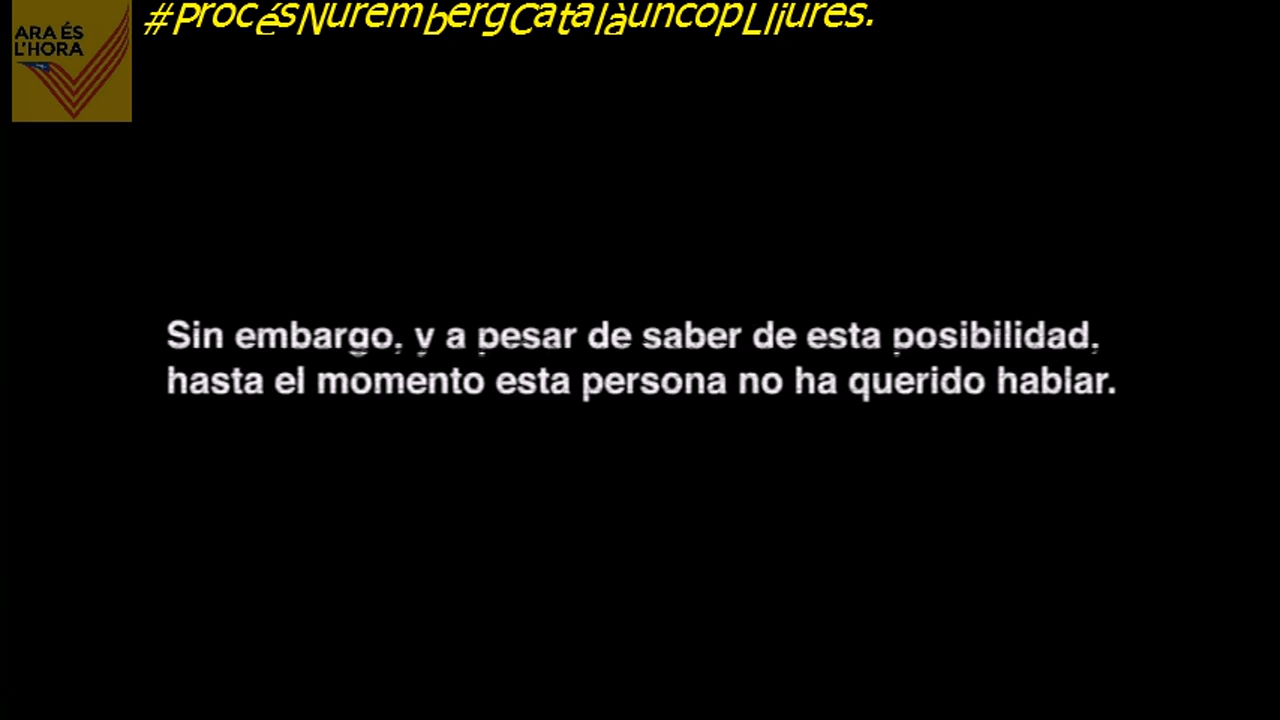 #ProcésNurembergCatalàuncopLliures.
ARA ÉS
L'HORA
Sin embargo, y a pesar de saber de esta posibilidad,
hasta el momento esta persona no ha querido hablar.